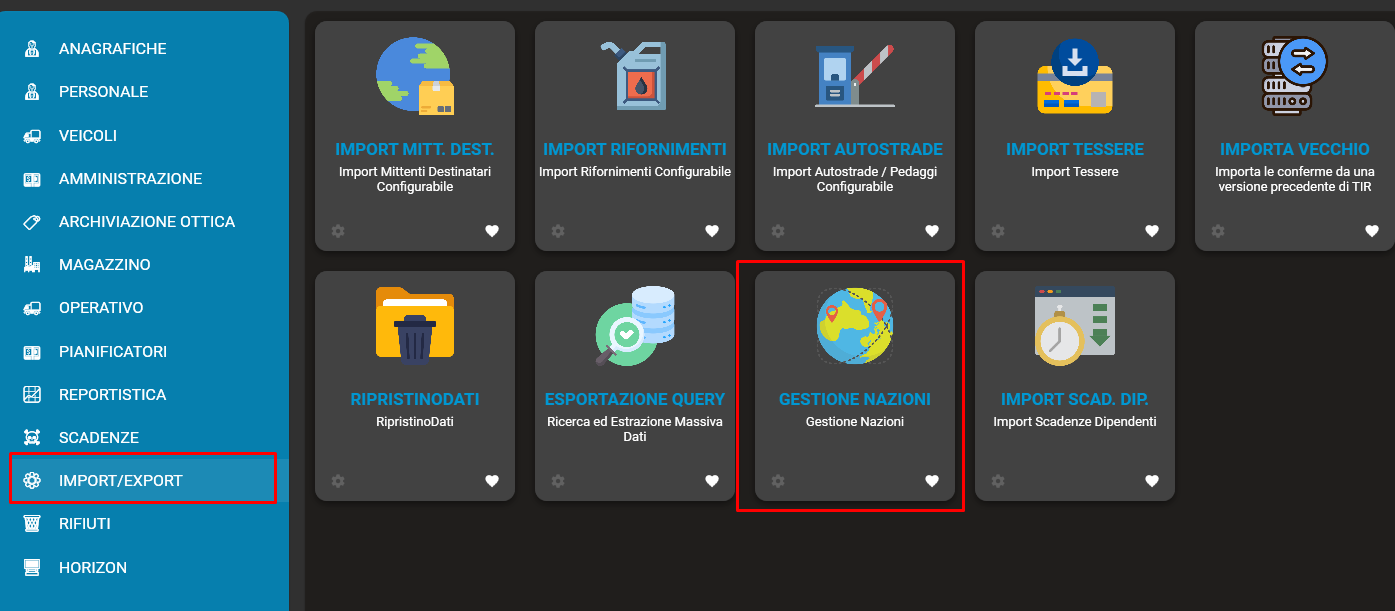 ANAGRAFICHE
PERSONALE
VEICOLI
AMMINISTRAZIONE
ARCHIVIAZIONE OTTICA
MAGAZZINO
OPERATIVO
PIANIFICATORI
REPORTISTICA
SCADENZE
IMPORT/EXPORT
RIFIUTI
HORIZON
IMPORT MITT. DEST.
Import Mittenti Destinatari
Configurabile
IMPORT RIFORNIMENTI
Import Rifornimenti Configurabile
IMPORT AUTOSTRADE
Import Autostrade / Pedaggi
Configurabile
IMPORT TESSERE
Import Tessere
IMPORTA VECCHIO
Importa le conferme da una
versione precedente di TIR
RIPRISTINODATI
RipristinoDati
ESPORTAZIONE QUERY
Ricerca ed Estrazione Massiva
Dati
GESTIONE NAZIONI
Gestione Nazioni
IMPORT SCAD. DIP.
Import Scadenze Dipendenti